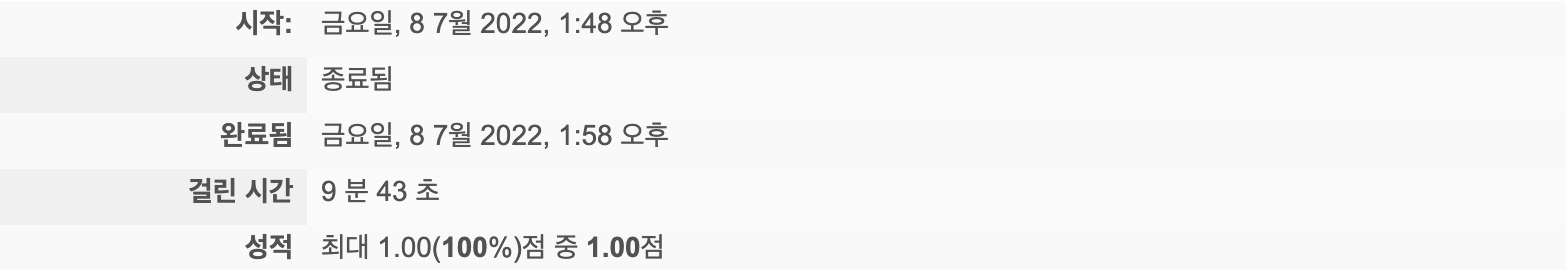 시작: 금요일, 8 7월 2022, 1:48 오후
상태 종료됨
완료됨 금요일, 8 7월 2022, 1:58 오후
걸린 시간 9 분 43 초
성적 최대 1.00(100%)점 중 1.00점